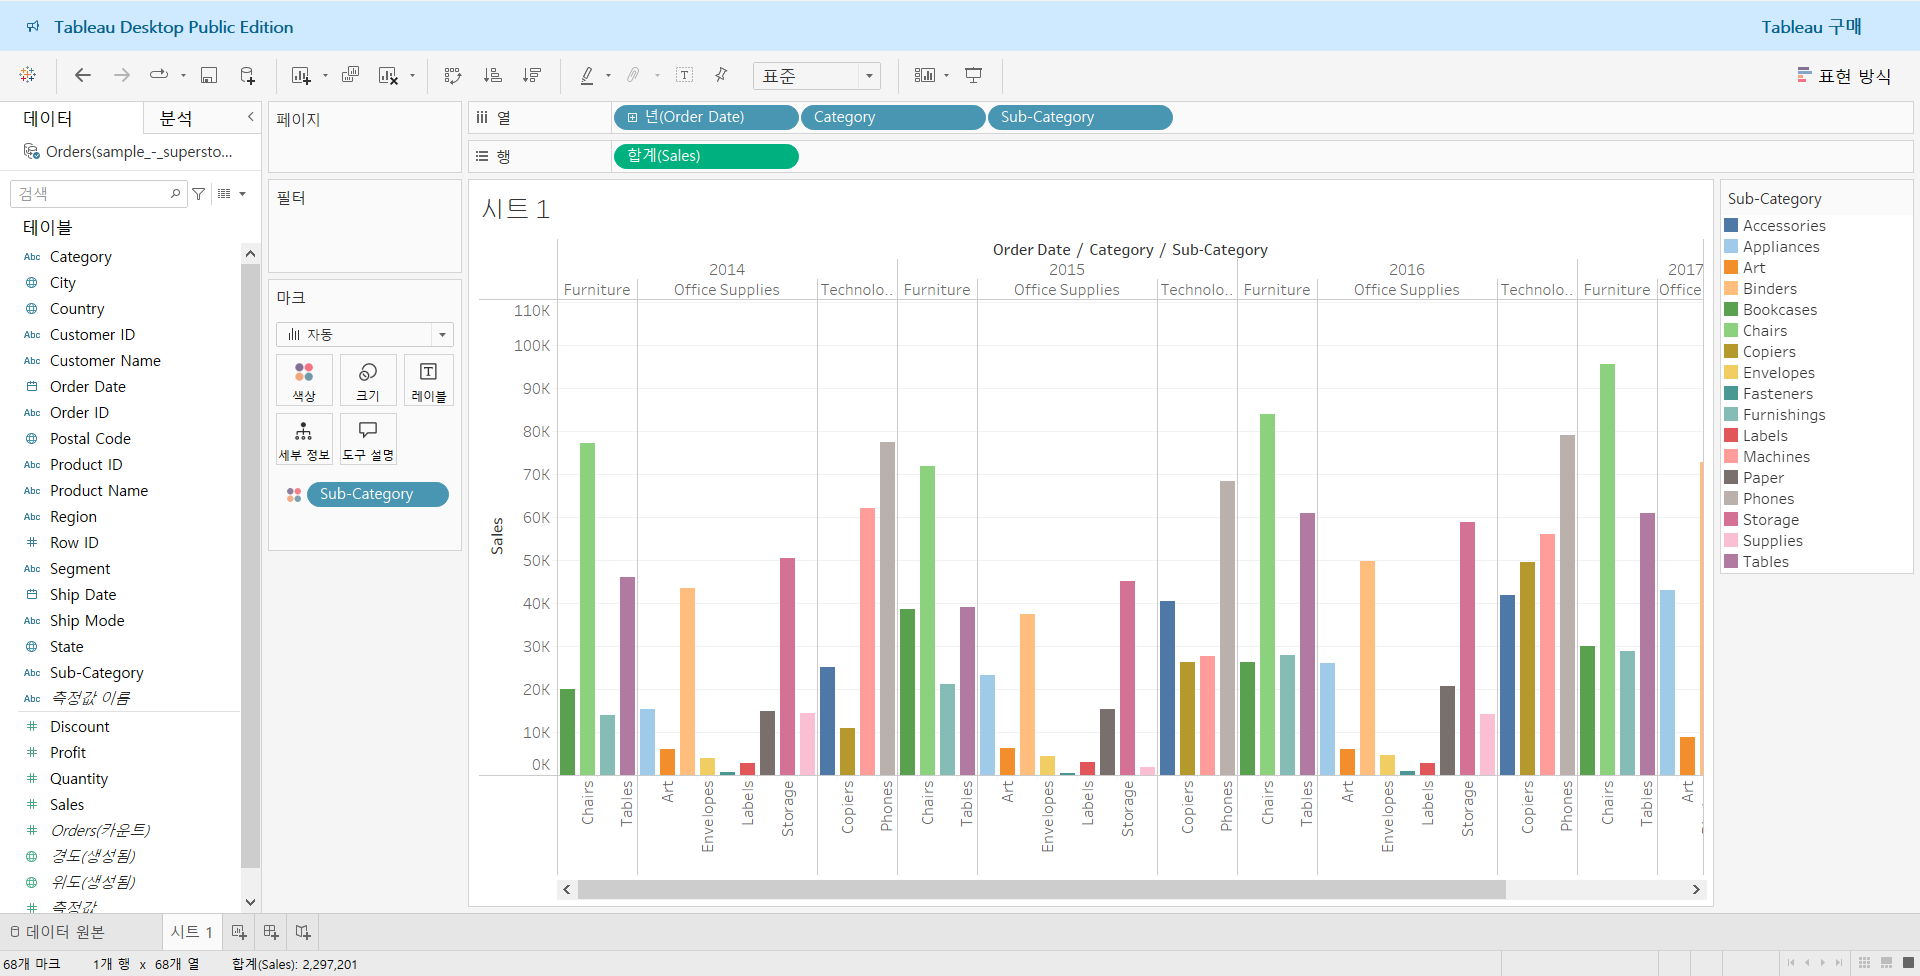 Tableau Desktop Public Edition
Tableau 구매
표준
표현 방식
데이터
분석
Orders(sample_-_supersto...
검색
테이블
Abc Category
City
Country
Abc Customer ID
Abc Customer Name
Order Date
Abc Order ID
Postal Code
Abc Product ID
Abc Product Name
Abc Region
# Row ID
Abc Segment
Ship Date
Abc Ship Mode
State
Abc Sub-Category
Abc 측정값 이름
# Discount
# Profit
# Quantity
# Sales
# Orders(카운트)
경도(생성됨)
위도(생성됨)
# 측정값
페이지
필터
마크
자동
색상
크기
레이블
세부 정보
도구 설명
Sub-Category
열
년(Order Date)
Category
Sub-Category
행
합계(Sales)
시트 1
Order Date / Category / Sub-Category
2014
2015
2016
2017
Furniture
Office Supplies
Technolo..
Furniture
Office Supplies
Technolo..
Furniture
Office Supplies
Technolo..
Furniture
Office
110K
100K
90K
80K
70K
60K
50K
40K
30K
20K
10K
0K
Sales
Chairs
Tables
Art
Envelopes
Labels
Storage
Copiers
Phones
Chairs
Tables
Art
Envelopes
Labels
Storage
Copiers
Phones
Chairs
Tables
Art
Envelopes
Labels
Storage
Copiers
Phones
Chairs
Tables
Art
Sub-Category
Accessories
Appliances
Art
Binders
Bookcases
Chairs
Copiers
Envelopes
Fasteners
Furnishings
Labels
Machines
Paper
Phones
Storage
Supplies
Tables
데이터 원본
시트 1
68개 마크
1개 행 x 68개 열
합계(Sales): 2,297,201